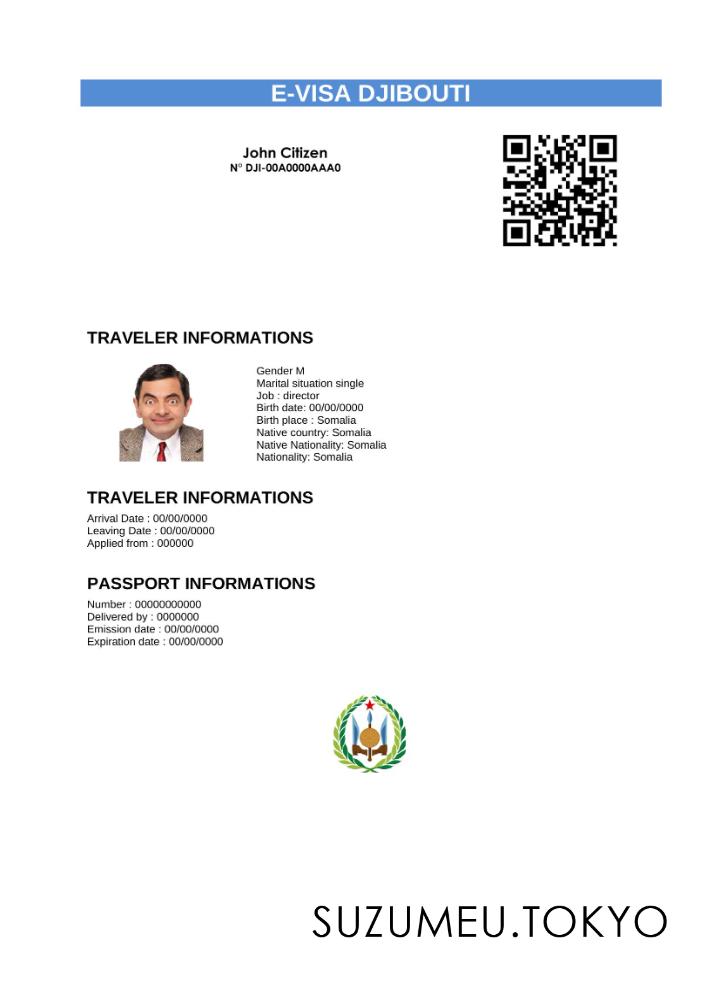 E-VISA DJIBOUTI
John Citizen
N° DJI-00A0000AAA0
TRAVELER INFORMATIONS
Gender M
Marital situation single
Job : director
Birth date: 00/00/0000
Birth place : Somalia
Native country: Somalia
Native Nationality: Somalia
Nationality: Somalia
TRAVELER INFORMATIONS
Arrival Date : 00/00/0000
Leaving Date : 00/00/0000
Applied from : 000000
PASSPORT INFORMATIONS
Number : 00000000000
Delivered by : 0000000
Emission date : 00/00/0000
Expiration date : 00/00/0000
SUZUMEU.TOKYO